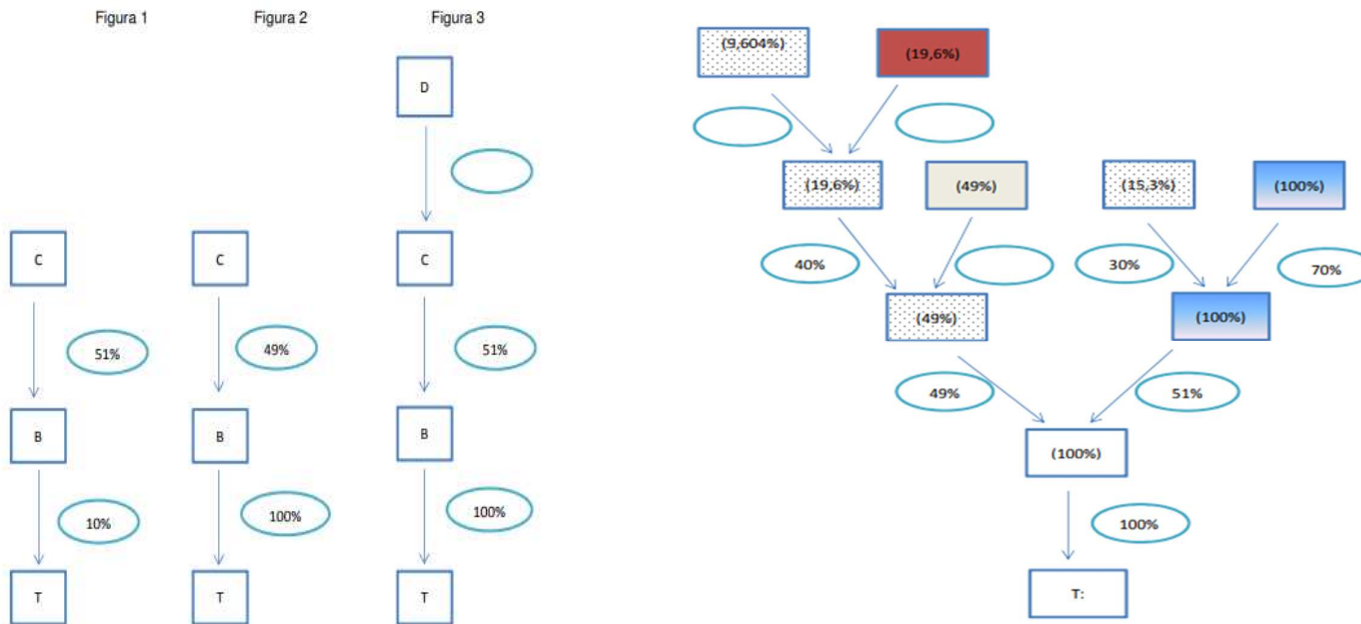 Figura 1
Figura 2
Figura 3
D
C
C
C
51%
49%
51%
B
B
B
10%
100%
100%
T
T
T
(9,604%)
(19,6%)
(19,6%)
(49%)
(15,3%)
(100%)
40%
30%
70%
(49%)
(100%)
49%
51%
(100%)
100%
T: